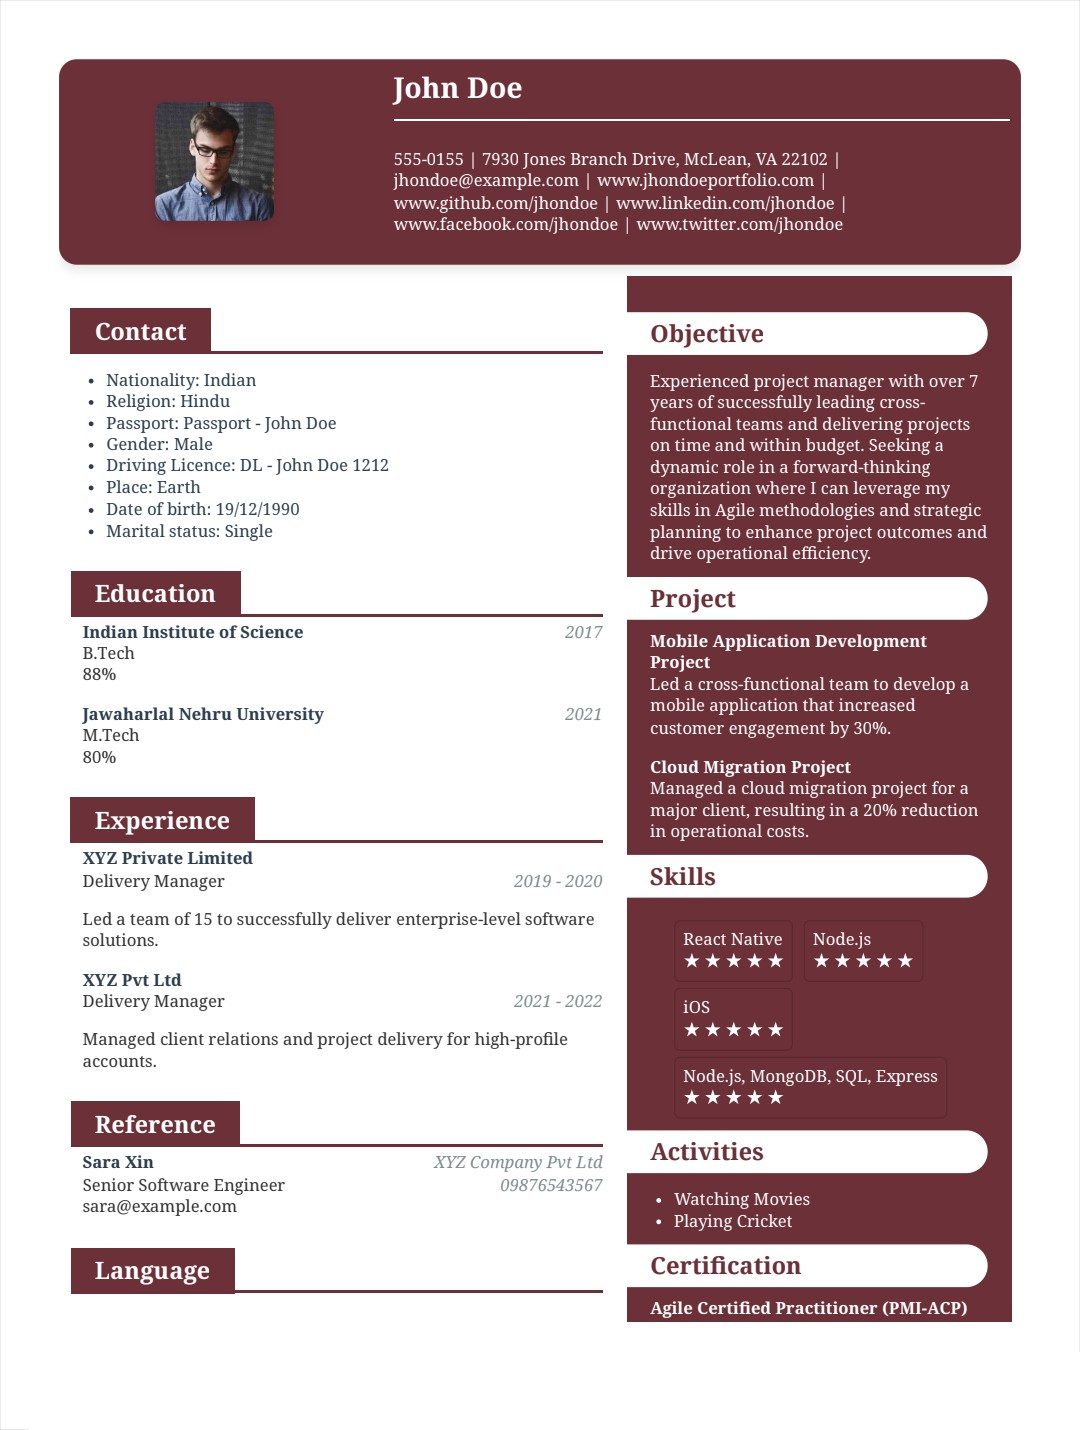 John Doe
555-0155 | 7930 Jones Branch Drive, McLean, VA 22102 |
jhondoe@example.com | www.jhondoeportfolio.com |
www.github.com/jhondoe | www.linkedin.com/jhondoe |
www.facebook.com/jhondoe | www.twitter.com/jhondoe
Contact
• Nationality: Indian
• Religion: Hindu
• Passport: Passport - John Doe
• Gender: Male
• Driving Licence: DL - John Doe 1212
• Place: Earth
• Date of birth: 19/12/1990
• Marital status: Single
Education
Indian Institute of Science 2017
B.Tech
88%
Jawaharlal Nehru University 2021
M.Tech
80%
Experience
XYZ Private Limited
Delivery Manager 2019 - 2020
Led a team of 15 to successfully deliver enterprise-level software
solutions.
XYZ Pvt Ltd
Delivery Manager 2021 - 2022
Managed client relations and project delivery for high-profile
accounts.
Reference
Sara Xin XYZ Company Pvt Ltd
Senior Software Engineer 09876543567
sara@example.com
Language
Objective
Experienced project manager with over 7
years of successfully leading cross-
functional teams and delivering projects
on time and within budget. Seeking a
dynamic role in a forward-thinking
organization where I can leverage my
skills in Agile methodologies and strategic
planning to enhance project outcomes and
drive operational efficiency.
Project
Mobile Application Development
Project
Led a cross-functional team to develop a
mobile application that increased
customer engagement by 30%.
Cloud Migration Project
Managed a cloud migration project for a
major client, resulting in a 20% reduction
in operational costs.
Skills
React Native Node.js
★★★★★ ★★★★★
iOS
★★★★★
Node.js, MongoDB, SQL, Express
★★★★★
Activities
• Watching Movies
• Playing Cricket
Certification
Agile Certified Practitioner (PMI-ACP)